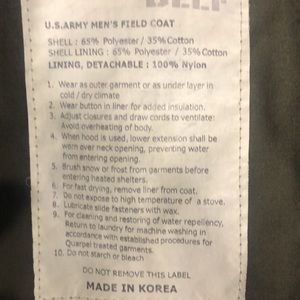 U.S.ARMY MEN'S FIELD COAT
SHELL : 65% Polyester / 35% Cotton
SHELL LINING : 65% Polyester / 35% Cotton
LINING, DETACHABLE : 100% Nylon
1. Wear as outer garment or as under layer in
cold / dry climate
2. Wear button in liner for added insulation.
3. Adjust closures and draw cords to ventilate:
Avoid overheating of body.
4. When hood is used, lower extension shall be
worn over neck opening, preventing water
from entering opening.
5. Brush snow or frost from garments before
entering heated shelters.
6. For fast drying, remove liner from coat.
7. Do not expose to high temperature of a stove.
8. Lubricate slide fasteners with wax.
9. For cleaning and restoring of water repellency,
Return to laundry for machine washing in
accordance with established procedures for
Quarpel treated garments.
10. Do not starch or bleach
DO NOT REMOVE THIS LABEL
MADE IN KOREA